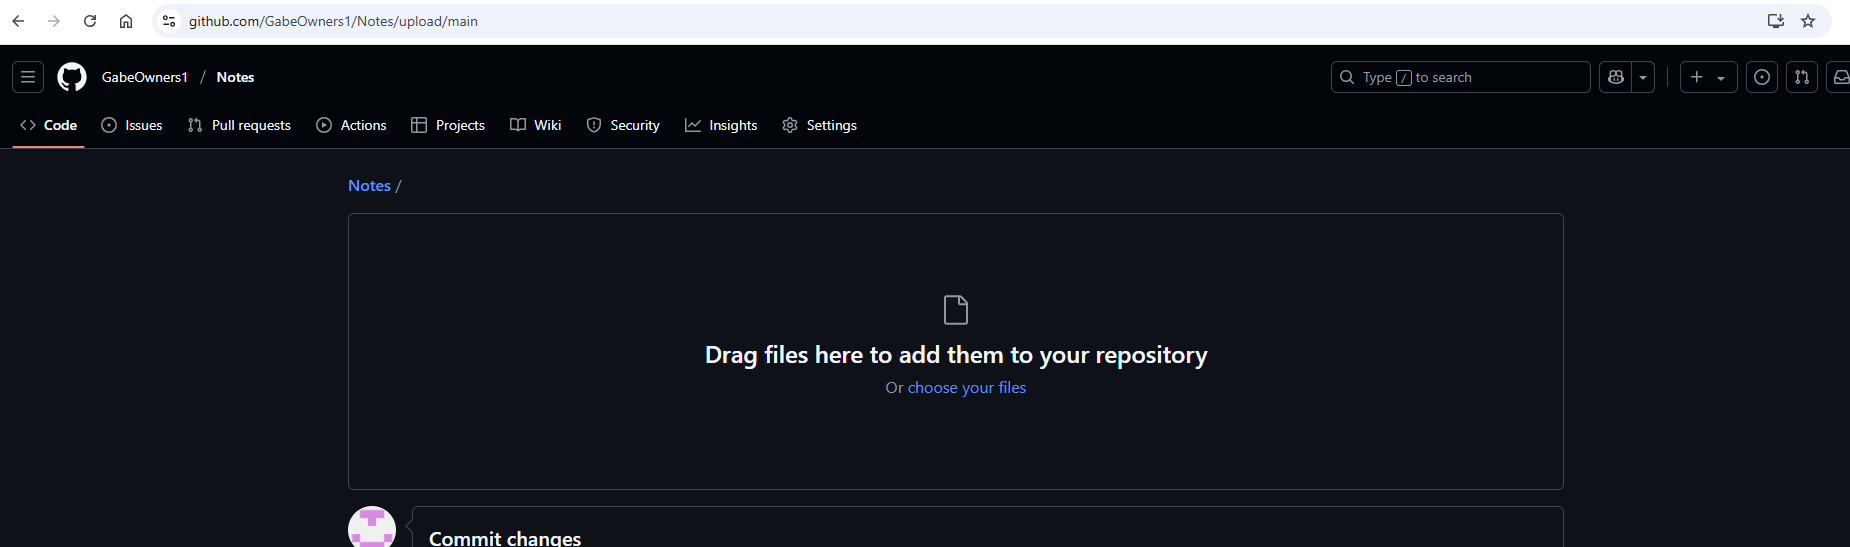 github.com/GabeOwners1/Notes/upload/main
GabeOwners1 / Notes
Type / to search
Code Issues Pull requests Actions Projects Wiki Security Insights Settings
Notes /
Drag files here to add them to your repository
Or choose your files
Commit changes